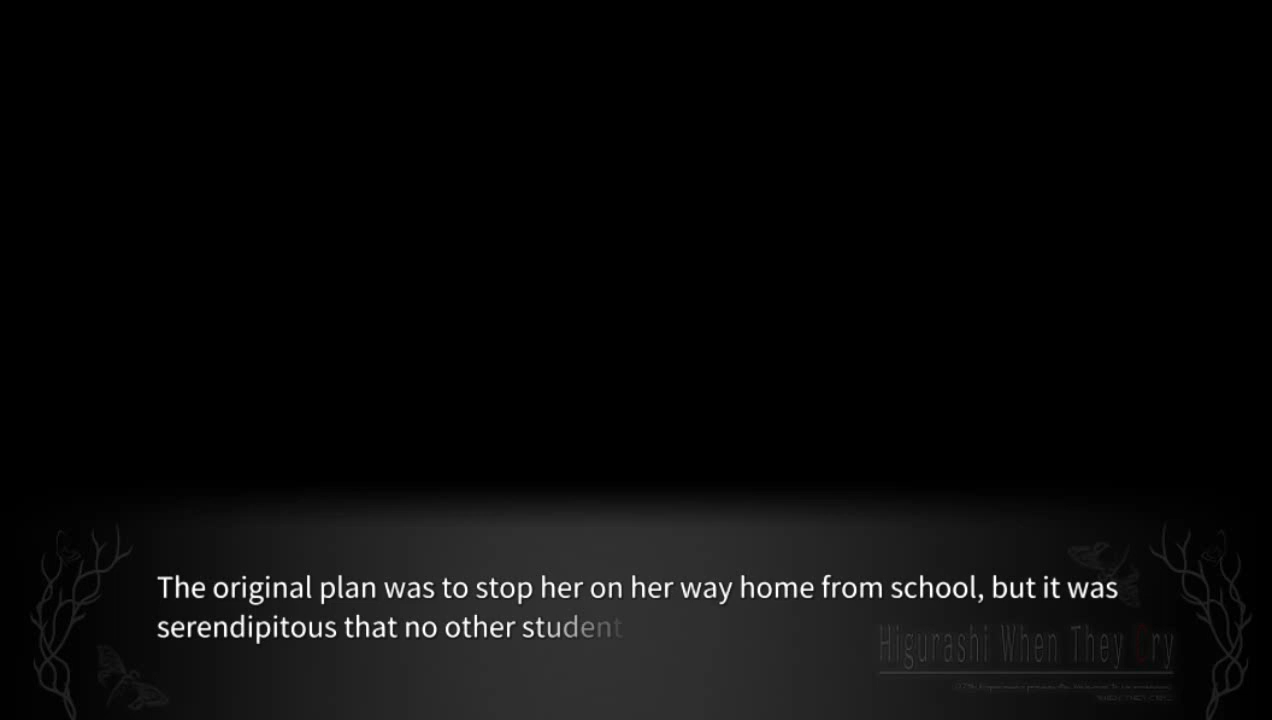 The original plan was to stop her on her way home from school, but it was
serendipitous that no other student
Higurashi When They Cry